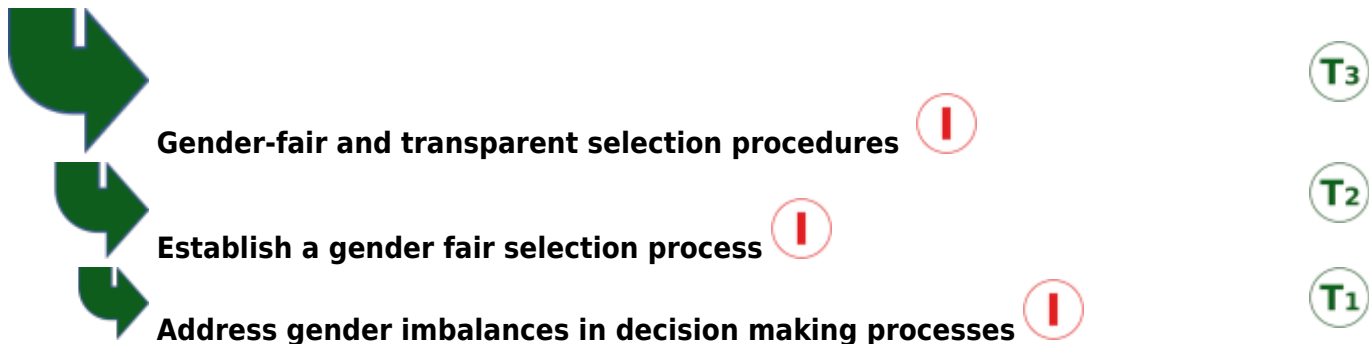 T3
Gender-fair and transparent selection procedures I
T2
Establish a gender fair selection process I
T1
Address gender imbalances in decision making processes I